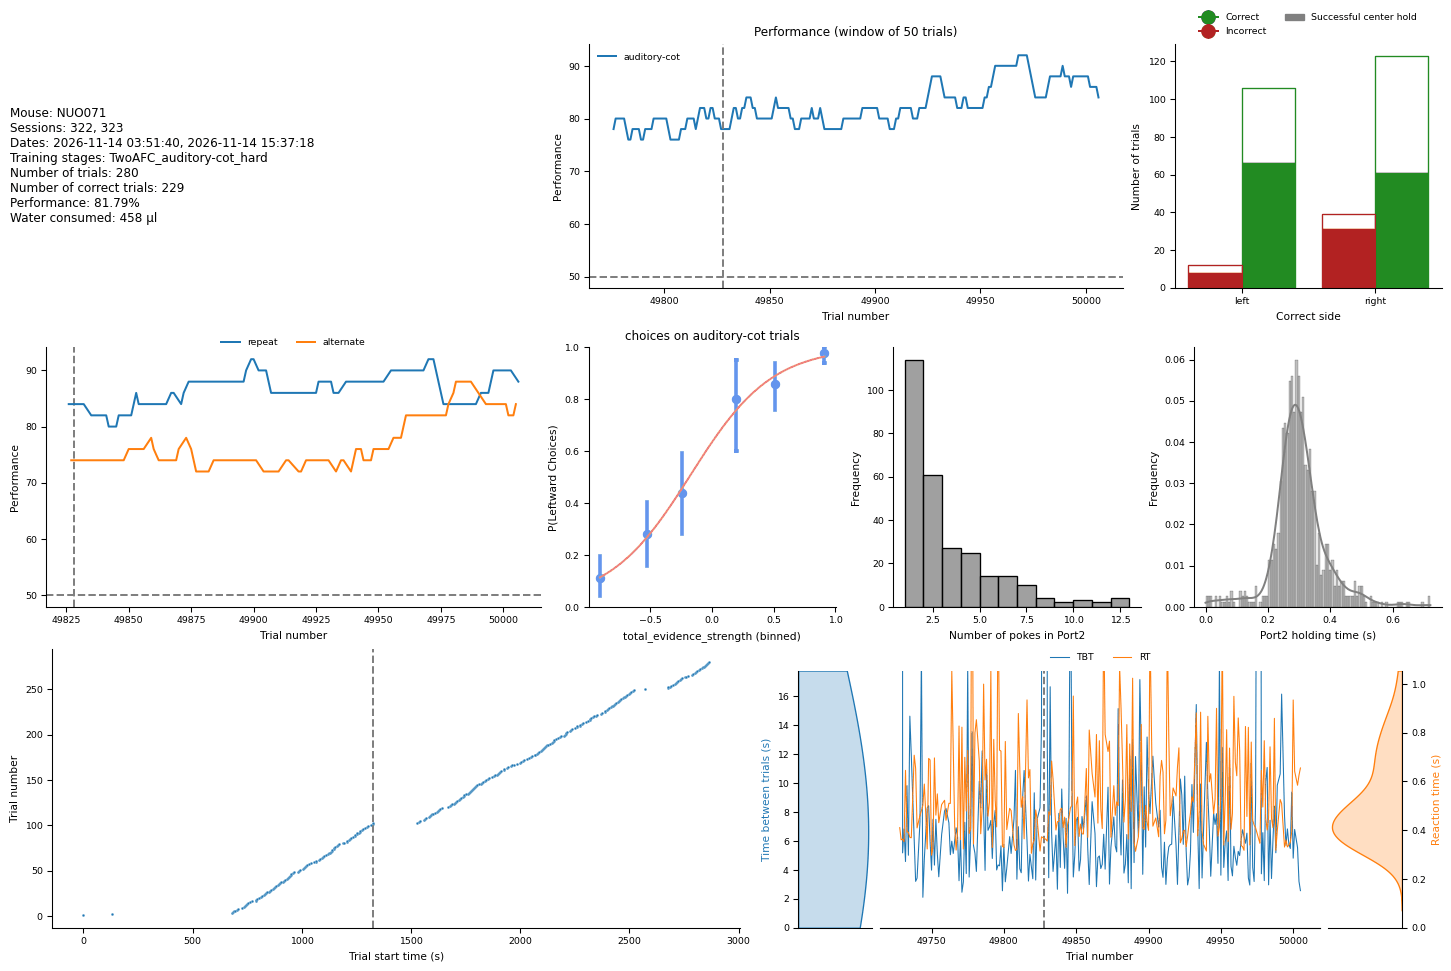 Mouse: NUO071
Sessions: 322, 323
Dates: 2026-11-14 03:51:40, 2026-11-14 15:37:18
Training stages: TwoAFC_auditory-cot_hard
Number of trials: 280
Number of correct trials: 229
Performance: 81.79%
Water consumed: 458 µl
Performance (window of 50 trials)
auditory-cot
90
80
70
60
50
Performance
49800 49850 49900 49950 50000
Trial number
Correct
Incorrect
Successful center hold
120
100
80
60
40
20
0
Number of trials
left right
Correct side
repeat alternate
90
80
70
60
50
Performance
49825 49850 49875 49900 49925 49950 49975 50000
Trial number
choices on auditory-cot trials
1.0
0.8
0.6
0.4
0.2
0.0
P(Leftward Choices)
−0.5 0.0 0.5 1.0
total_evidence_strength (binned)
100
80
60
40
20
0
Frequency
2.5 5.0 7.5 10.0 12.5
Number of pokes in Port2
0.06
0.05
0.04
0.03
0.02
0.01
0.00
Frequency
0.0 0.2 0.4 0.6
Port2 holding time (s)
250
200
150
100
50
0
Trial number
0 500 1000 1500 2000 2500 3000
Trial start time (s)
TBT RT
16
14
12
10
8
6
4
2
0
Time between trials (s)
49750 49800 49850 49900 49950 50000
Trial number
1.0
0.8
0.6
0.4
0.2
0.0
Reaction time (s)